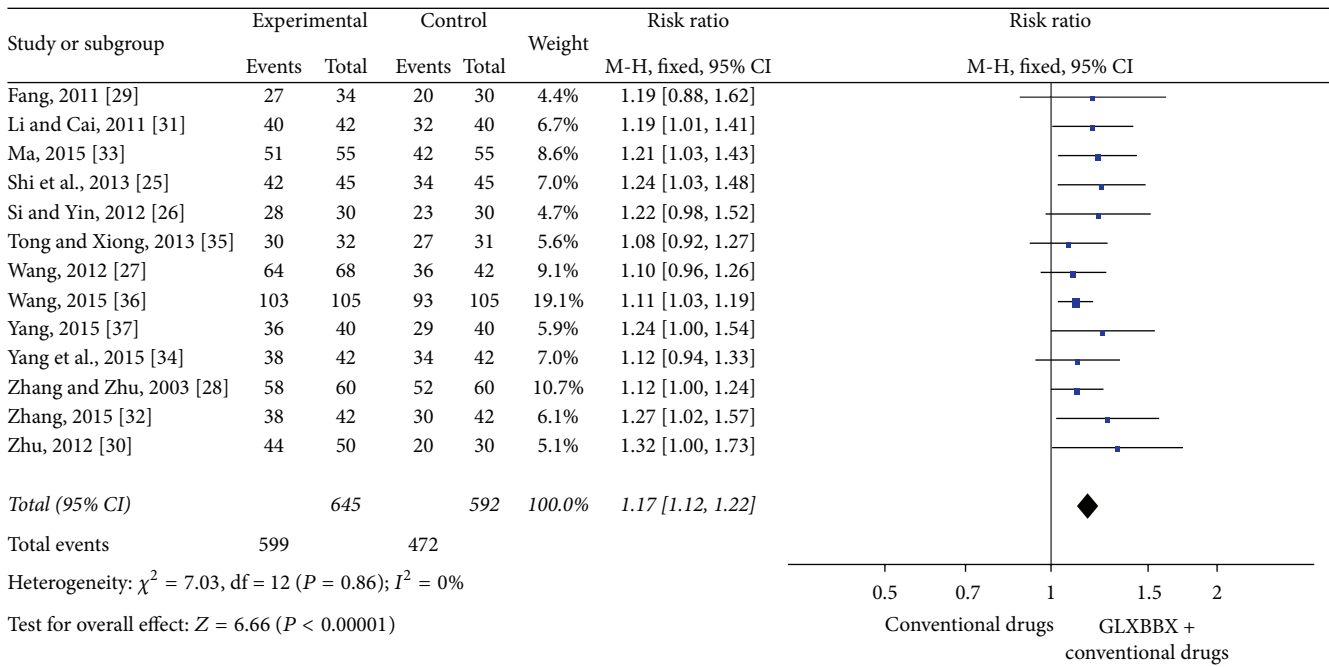 Experimental Control Risk ratio Risk ratio
Study or subgroup Weight
Events Total Events Total M-H, fixed, 95% CI M-H, fixed, 95% CI
Fang, 2011 [29] 27 34 20 30 4.4% 1.19 [0.88, 1.62]
Li and Cai, 2011 [31] 40 42 32 40 6.7% 1.19 [1.01, 1.41]
Ma, 2015 [33] 51 55 42 55 8.6% 1.21 [1.03, 1.43]
Shi et al., 2013 [25] 42 45 34 45 7.0% 1.24 [1.03, 1.48]
Si and Yin, 2012 [26] 28 30 23 30 4.7% 1.22 [0.98, 1.52]
Tong and Xiong, 2013 [35] 30 32 27 31 5.6% 1.08 [0.92, 1.27]
Wang, 2012 [27] 64 68 36 42 9.1% 1.10 [0.96, 1.26]
Wang, 2015 [36] 103 105 93 105 19.1% 1.11 [1.03, 1.19]
Yang, 2015 [37] 36 40 29 40 5.9% 1.24 [1.00, 1.54]
Yang et al., 2015 [34] 38 42 34 42 7.0% 1.12 [0.94, 1.33]
Zhang and Zhu, 2003 [28] 58 60 52 60 10.7% 1.12 [1.00, 1.24]
Zhang, 2015 [32] 38 42 30 42 6.1% 1.27 [1.02, 1.57]
Zhu, 2012 [30] 44 50 20 30 5.1% 1.32 [1.00, 1.73]
Total (95% CI) 645 592 100.0% 1.17 [1.12, 1.22]
Total events 599 472
Heterogeneity: χ² = 7.03, df = 12 (P = 0.86); I² = 0%
Test for overall effect: Z = 6.66 (P < 0.00001)
0.5 0.7 1 1.5 2
Conventional drugs GLXBBX +
conventional drugs